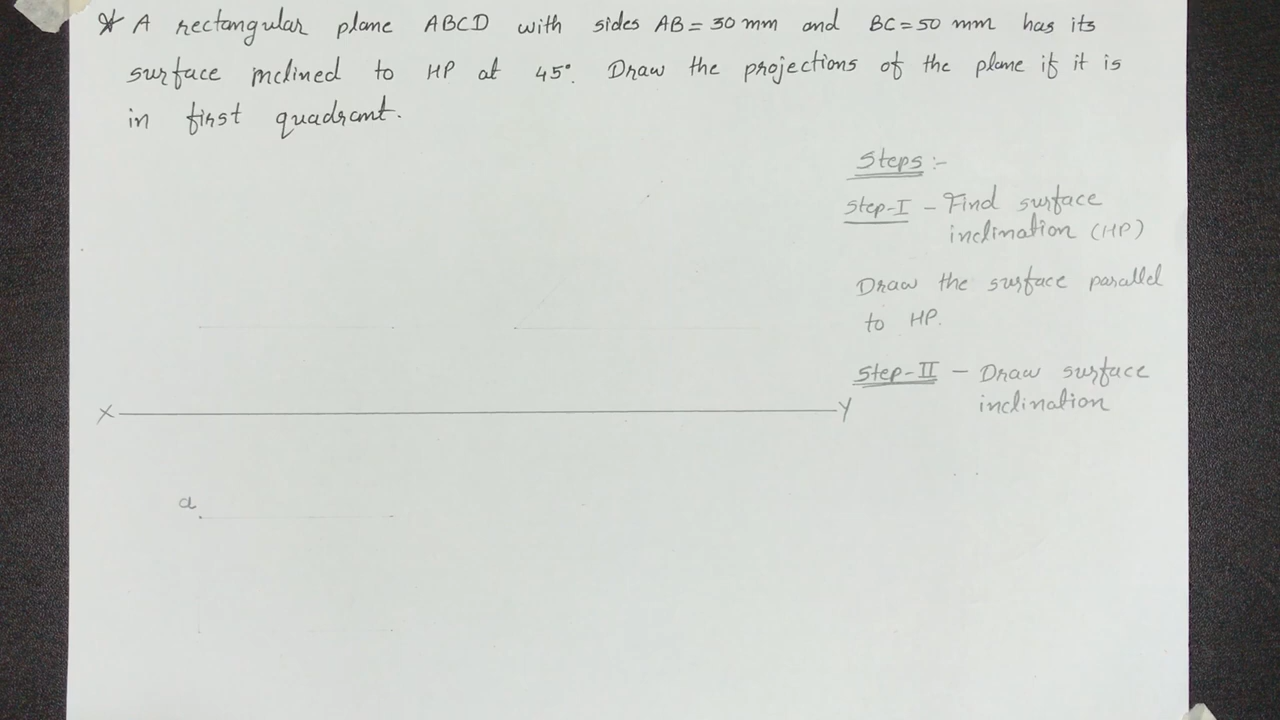 * A rectangular plane ABCD with sides AB = 30 mm and BC = 50 mm has its
surface inclined to HP at 45°. Draw the projections of the plane if it is
in first quadrant.
Steps :-
Step-I - Find surface
inclination (HP)
Draw the surface parallel
to HP.
Step-II - Draw surface
inclination
X Y
a